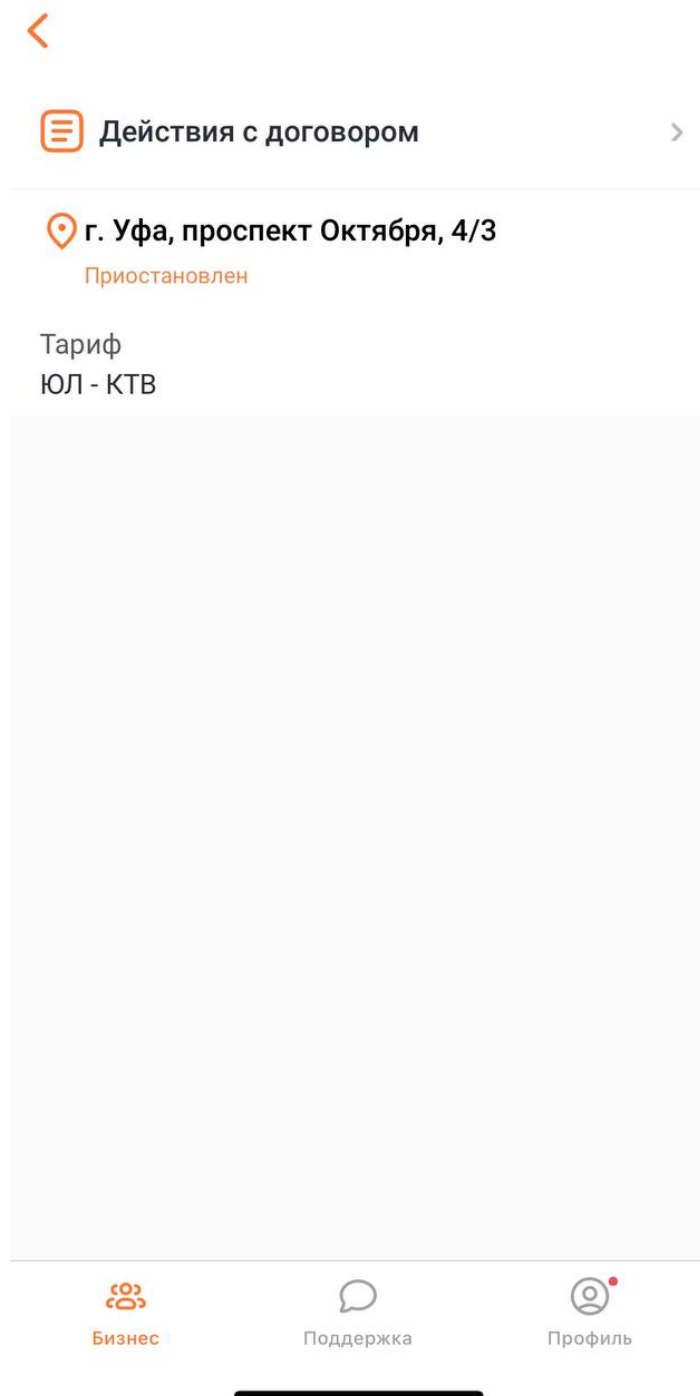 Действия с договором
г. Уфа, проспект Октября, 4/3
Приостановлен
Тариф
ЮЛ - КТВ
Бизнес
Поддержка
Профиль